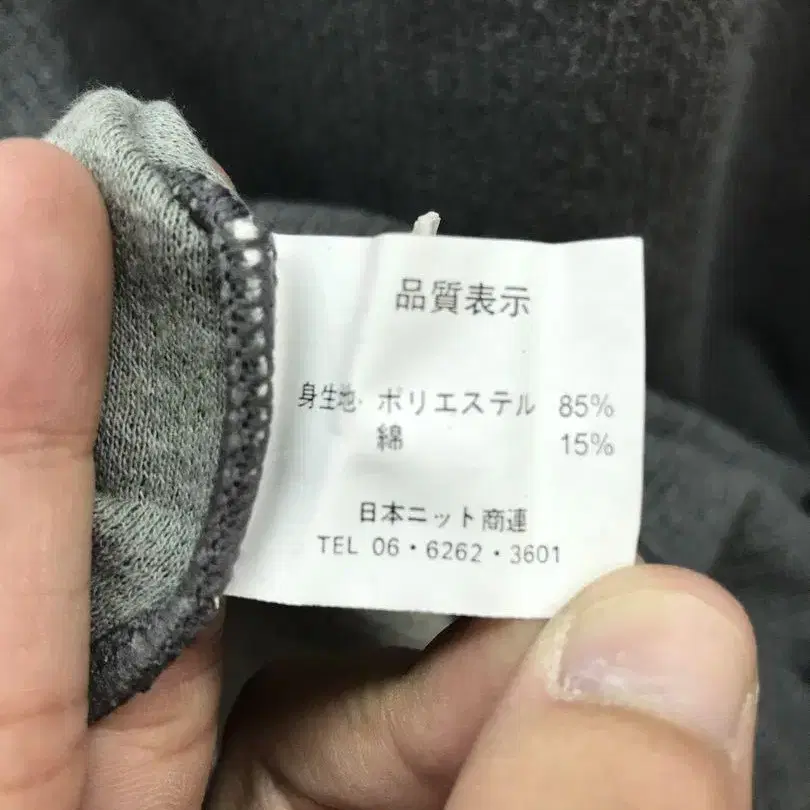 品質表示
身生地・ポリエステル 85%
綿 15%
日本ニット商連
TEL 06・6262・3601